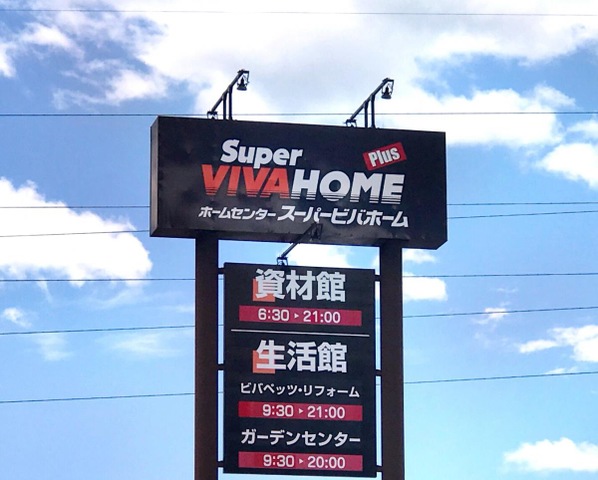 Super
Plus
VIVAHOME
ホームセンター スーパービバホーム
資材館
6:30▸21:00
生活館
ビバペッツ・リフォーム
9:30▸21:00
ガーデンセンター
9:30▸20:00